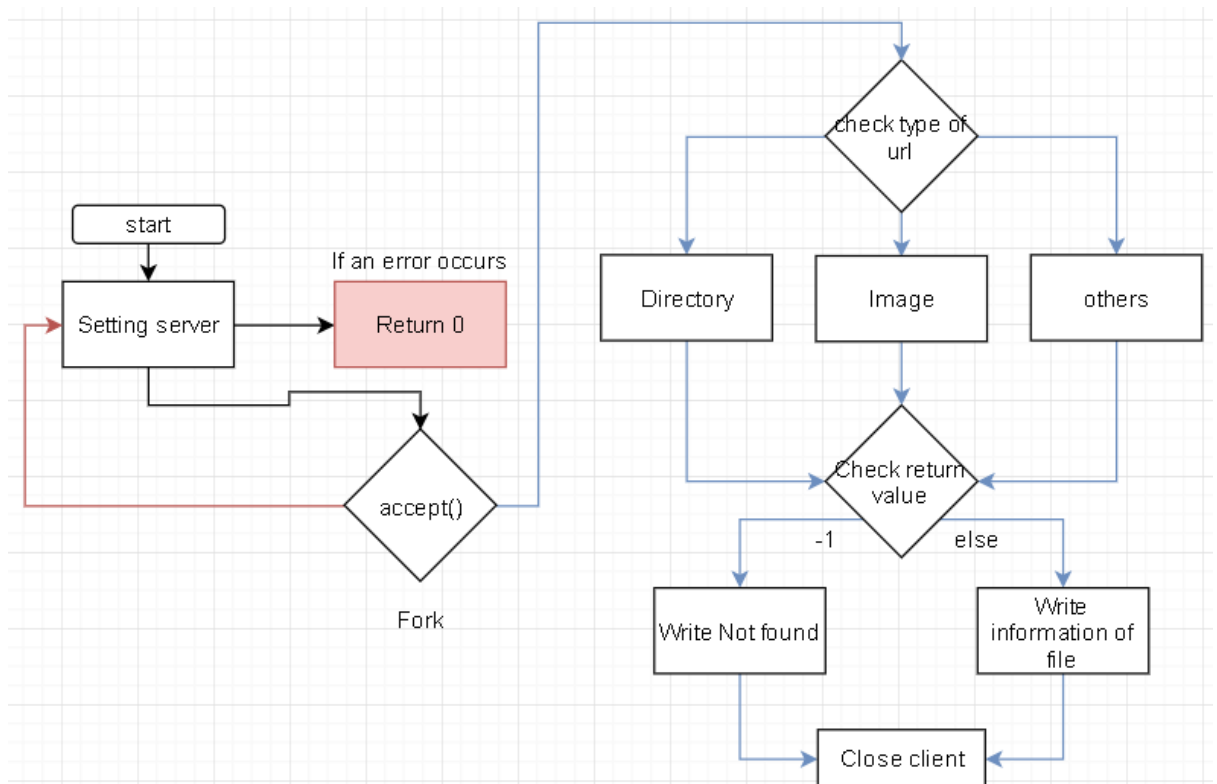 start
Setting server
If an error occurs
Return 0
accept()
Fork
check type of
url
Directory
Image
others
Check return
value
-1
else
Write Not found
Write
information of
file
Close client